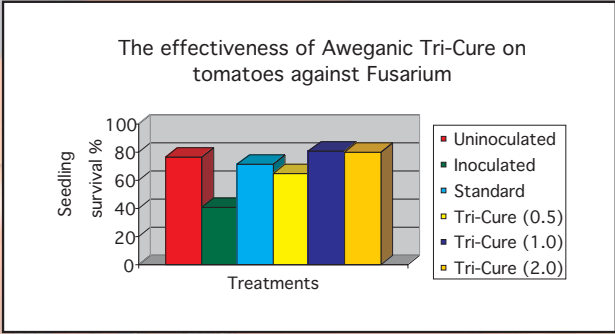 The effectiveness of Aweganic Tri-Cure on
tomatoes against Fusarium
Seedling
survival %
100
80
60
40
20
0
Treatments
Uninoculated
Inoculated
Standard
Tri-Cure (0.5)
Tri-Cure (1.0)
Tri-Cure (2.0)